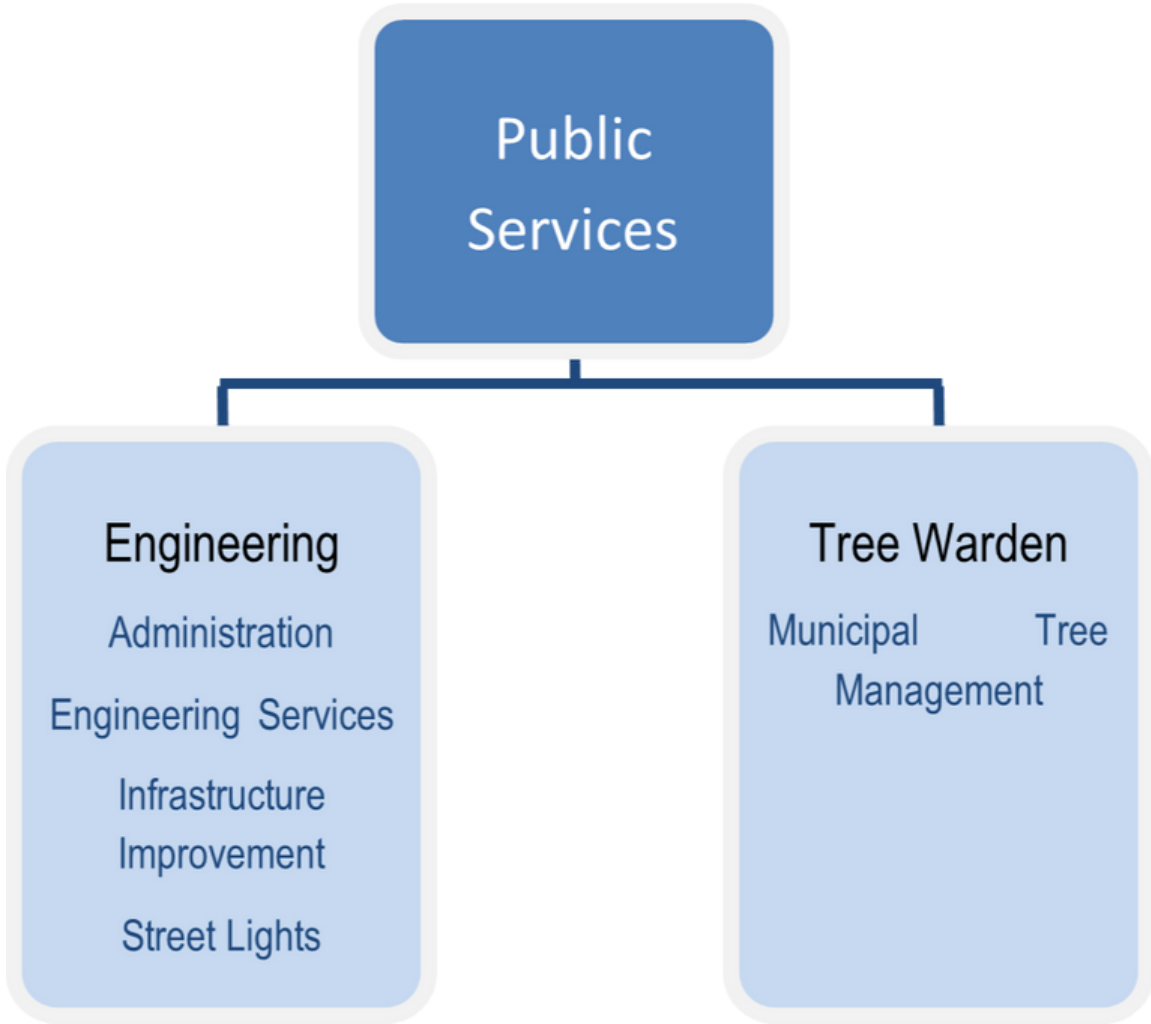 Public
Services
Engineering
Administration
Engineering Services
Infrastructure
Improvement
Street Lights
Tree Warden
Municipal Tree
Management